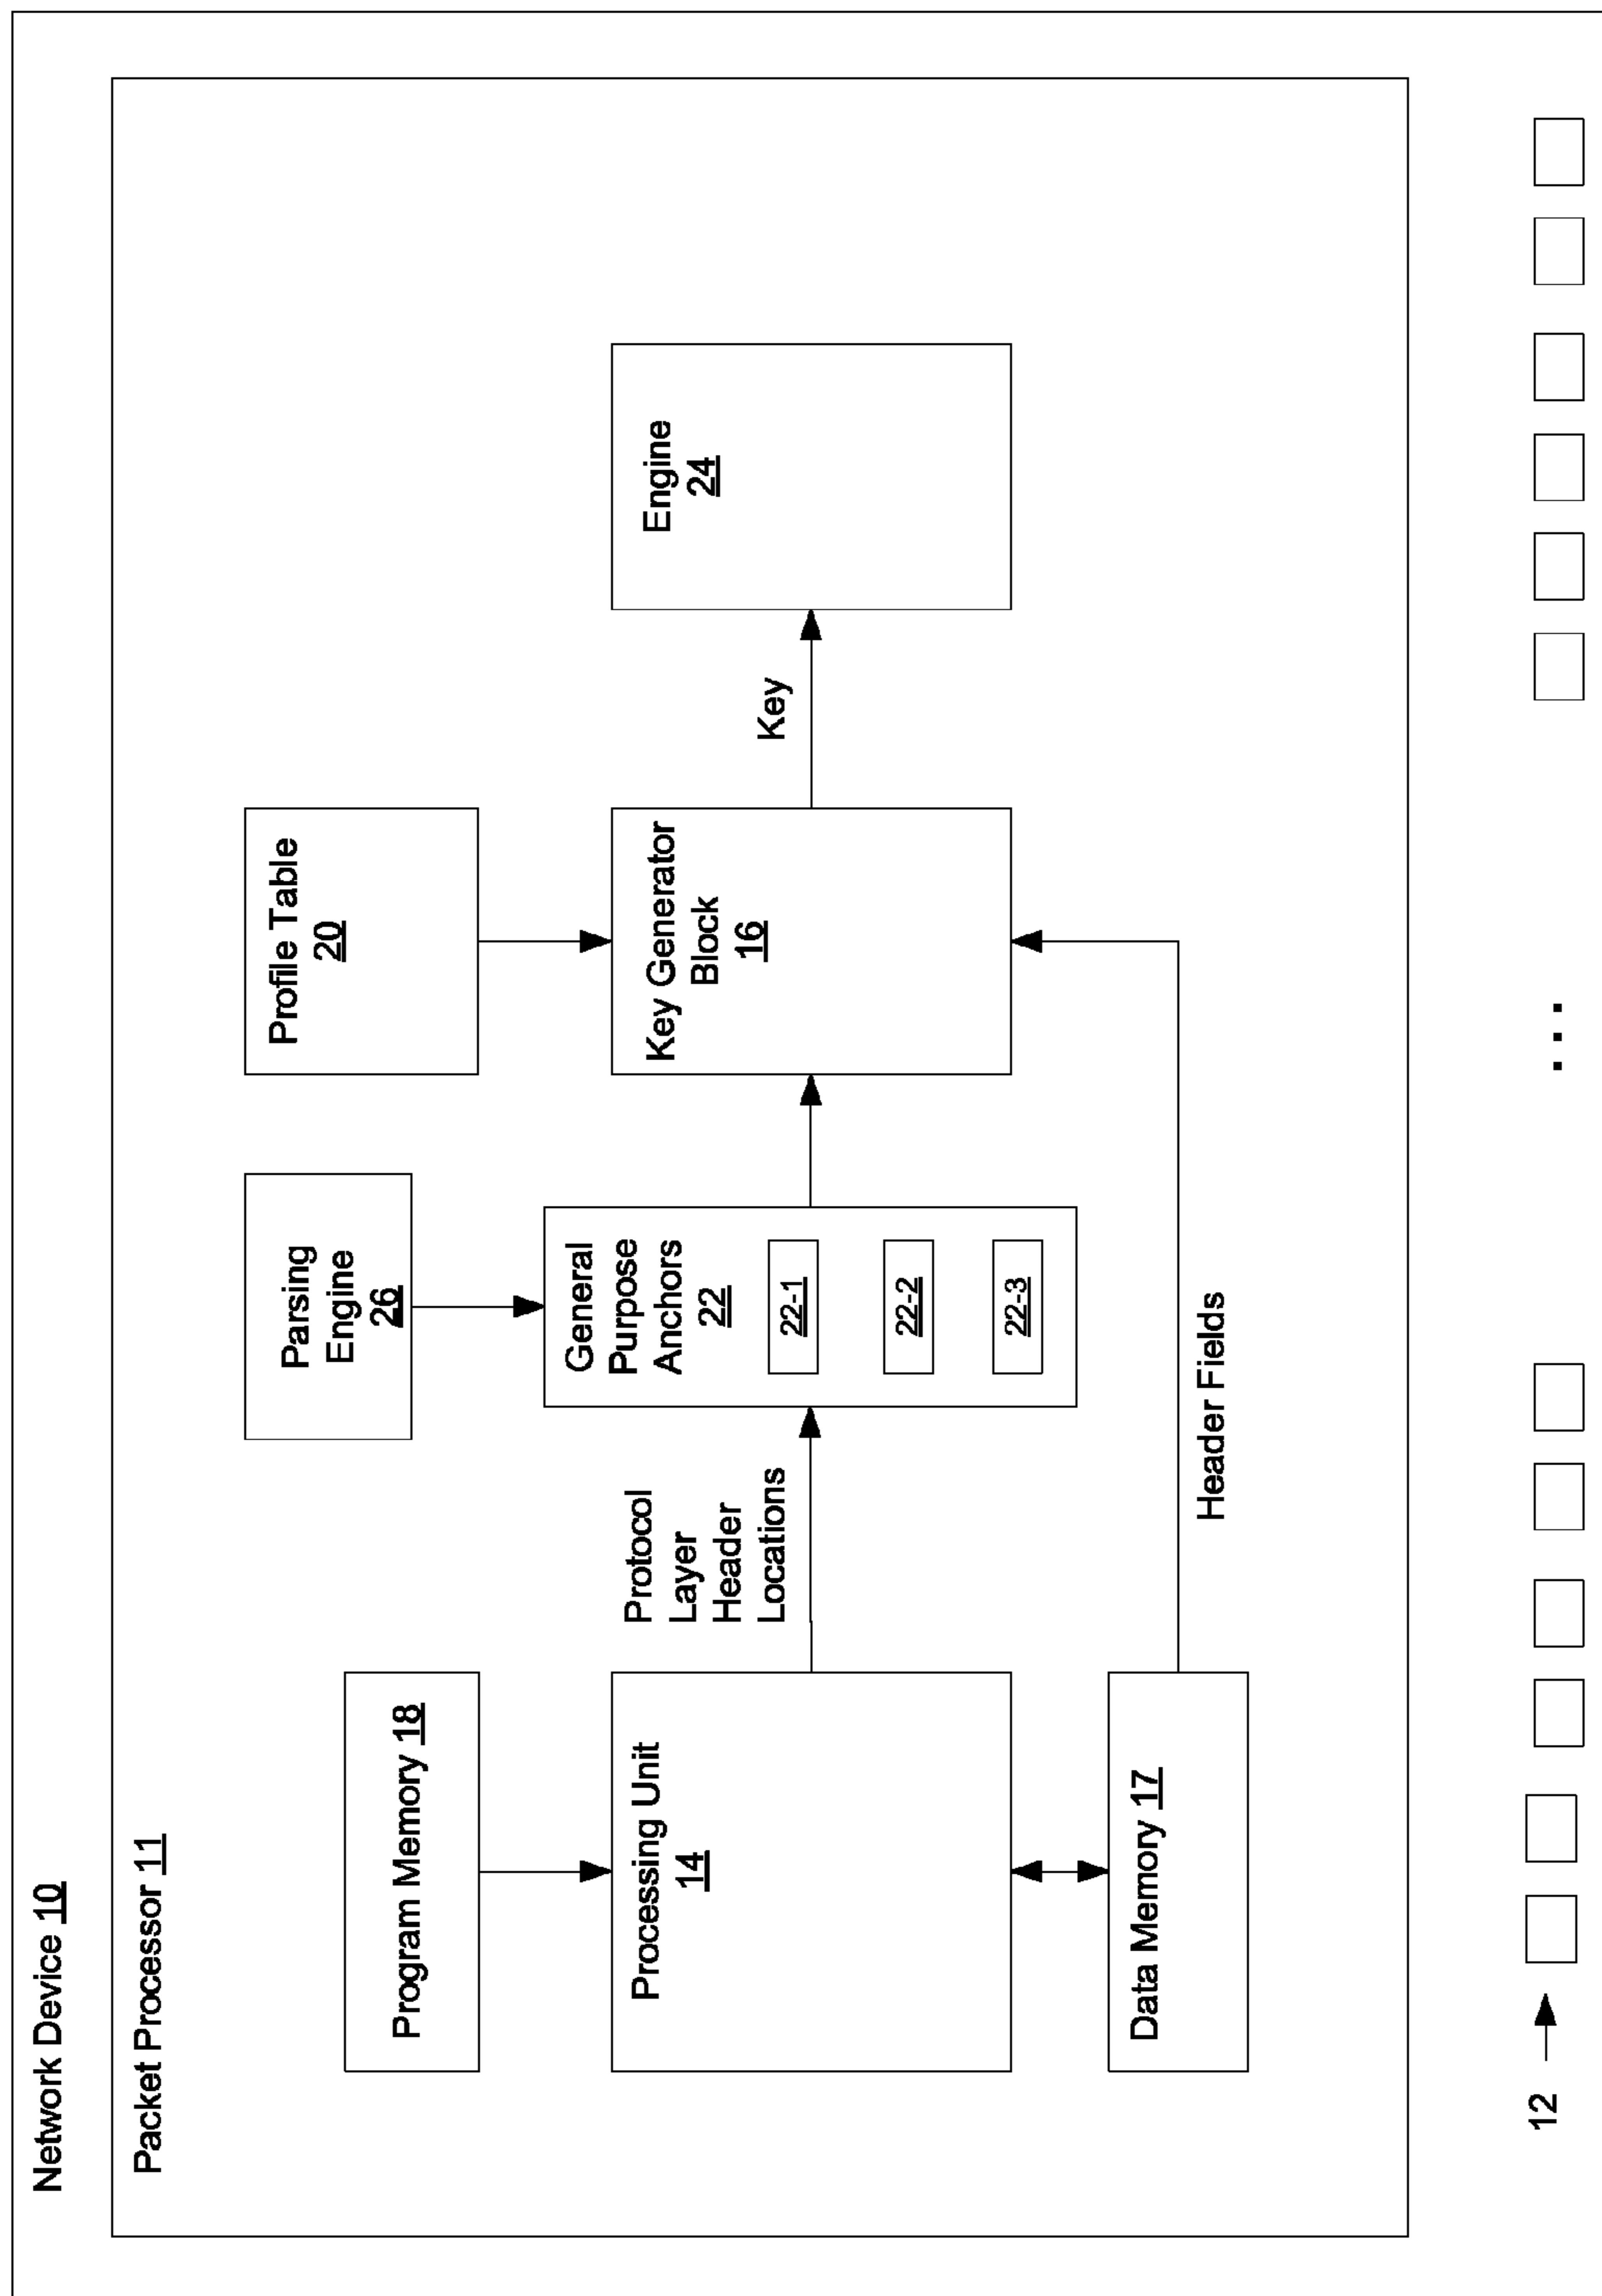 Network Device 10
Packet Processor 11
Program Memory 18
Parsing
Engine
26
Profile Table
20
Processing Unit
14
Protocol
Layer
Header
Locations
General
Purpose
Anchors
22
22-1
22-2
22-3
Key Generator
Block
16
Key
Engine
24
Data Memory 17
Header Fields
12
...